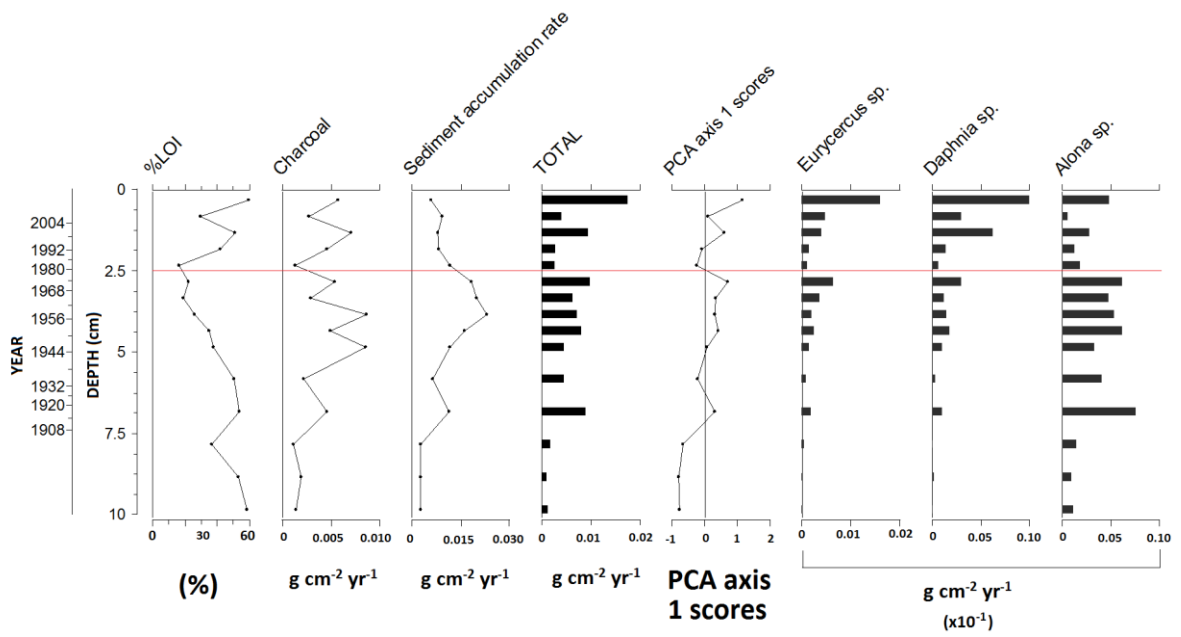 %LOI
Charcoal
Sediment accumulation rate
TOTAL
PCA axis 1 scores
Eurycercus sp.
Daphnia sp.
Alona sp.
YEAR
2004
1992
1980
1968
1956
1944
1932
1920
1908
DEPTH (cm)
0
2.5
5
7.5
10
0 30 60
0 0.005 0.010
0 0.015 0.030
0 0.01 0.02
-1 0 1 2
0 0.01 0.02
0 0.05 0.10
0 0.05 0.10
(%)
g cm-2 yr-1
g cm-2 yr-1
g cm-2 yr-1
PCA axis
1 scores
g cm-2 yr-1
(x10-1)